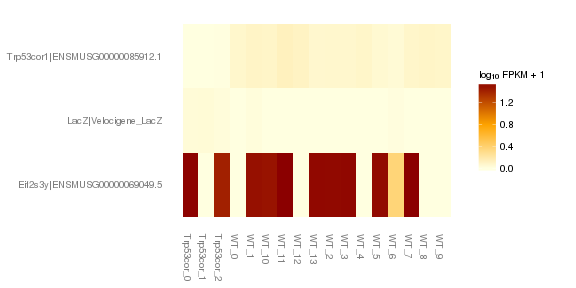 Trp53cor1|ENSMUSG00000085912.1
LacZ|Velocigene_LacZ
Eif2s3y|ENSMUSG00000069049.5
Trp53cor_0
Trp53cor_1
Trp53cor_2
WT_0
WT_1
WT_10
WT_11
WT_12
WT_13
WT_2
WT_3
WT_4
WT_5
WT_6
WT_7
WT_8
WT_9
log₁₀ FPKM + 1
1.2
0.8
0.4
0.0